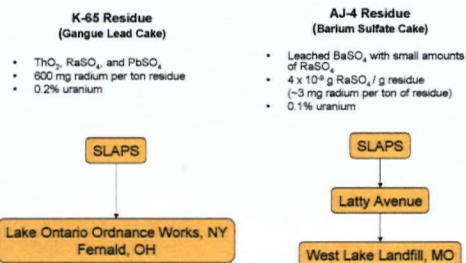 K-65 Residue
(Gangue Lead Cake)
• ThO₂, RaSO₄, and PbSO₄
• 600 mg radium per ton residue
• 0.2% uranium
SLAPS
Lake Ontario Ordnance Works, NY
Fernald, OH
AJ-4 Residue
(Barium Sulfate Cake)
• Leached BaSO₄ with small amounts
of RaSO₄
• 4 x 10⁻⁹ g RaSO₄ / g residue
(~3 mg radium per ton of residue)
• 0.1% uranium
SLAPS
Latty Avenue
West Lake Landfill, MO